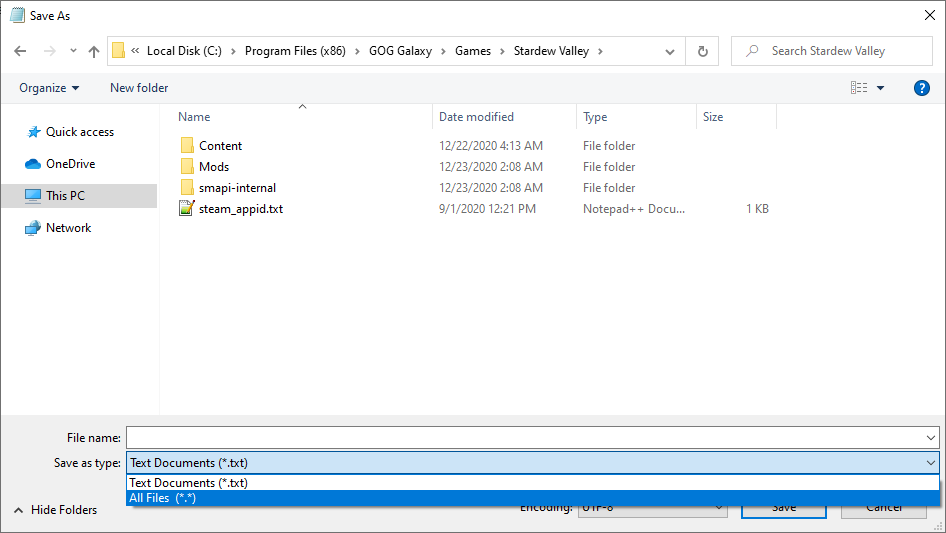 Save As
« Local Disk (C:) > Program Files (x86) > GOG Galaxy > Games > Stardew Valley >
Search Stardew Valley
Organize
New folder
?
Name Date modified Type Size
Quick access
OneDrive
This PC
Network
Content 12/22/2020 4:13 AM File folder
Mods 12/23/2020 2:08 AM File folder
smapi-internal 12/23/2020 2:08 AM File folder
steam_appid.txt 9/1/2020 12:21 PM Notepad++ Docu... 1 KB
File name:
Save as type: Text Documents (*.txt)
Text Documents (*.txt)
All Files (*.*)
Hide Folders
Encoding: UTF-8 Save Cancel